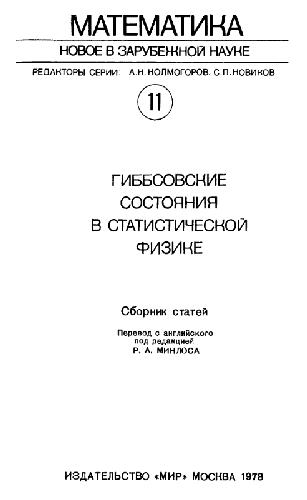 МАТЕМАТИКА
НОВОЕ В ЗАРУБЕЖНОЙ НАУКЕ
РЕДАКТОРЫ СЕРИИ: А.Н. КОЛМОГОРОВ, С.П. НОВИКОВ
11
ГИББСОВСКИЕ
СОСТОЯНИЯ
В СТАТИСТИЧЕСКОЙ
ФИЗИКЕ
Сборник статей
Перевод с английского
под редакцией
Р. А. МИНЛОСА
ИЗДАТЕЛЬСТВО «МИР» МОСКВА 1978